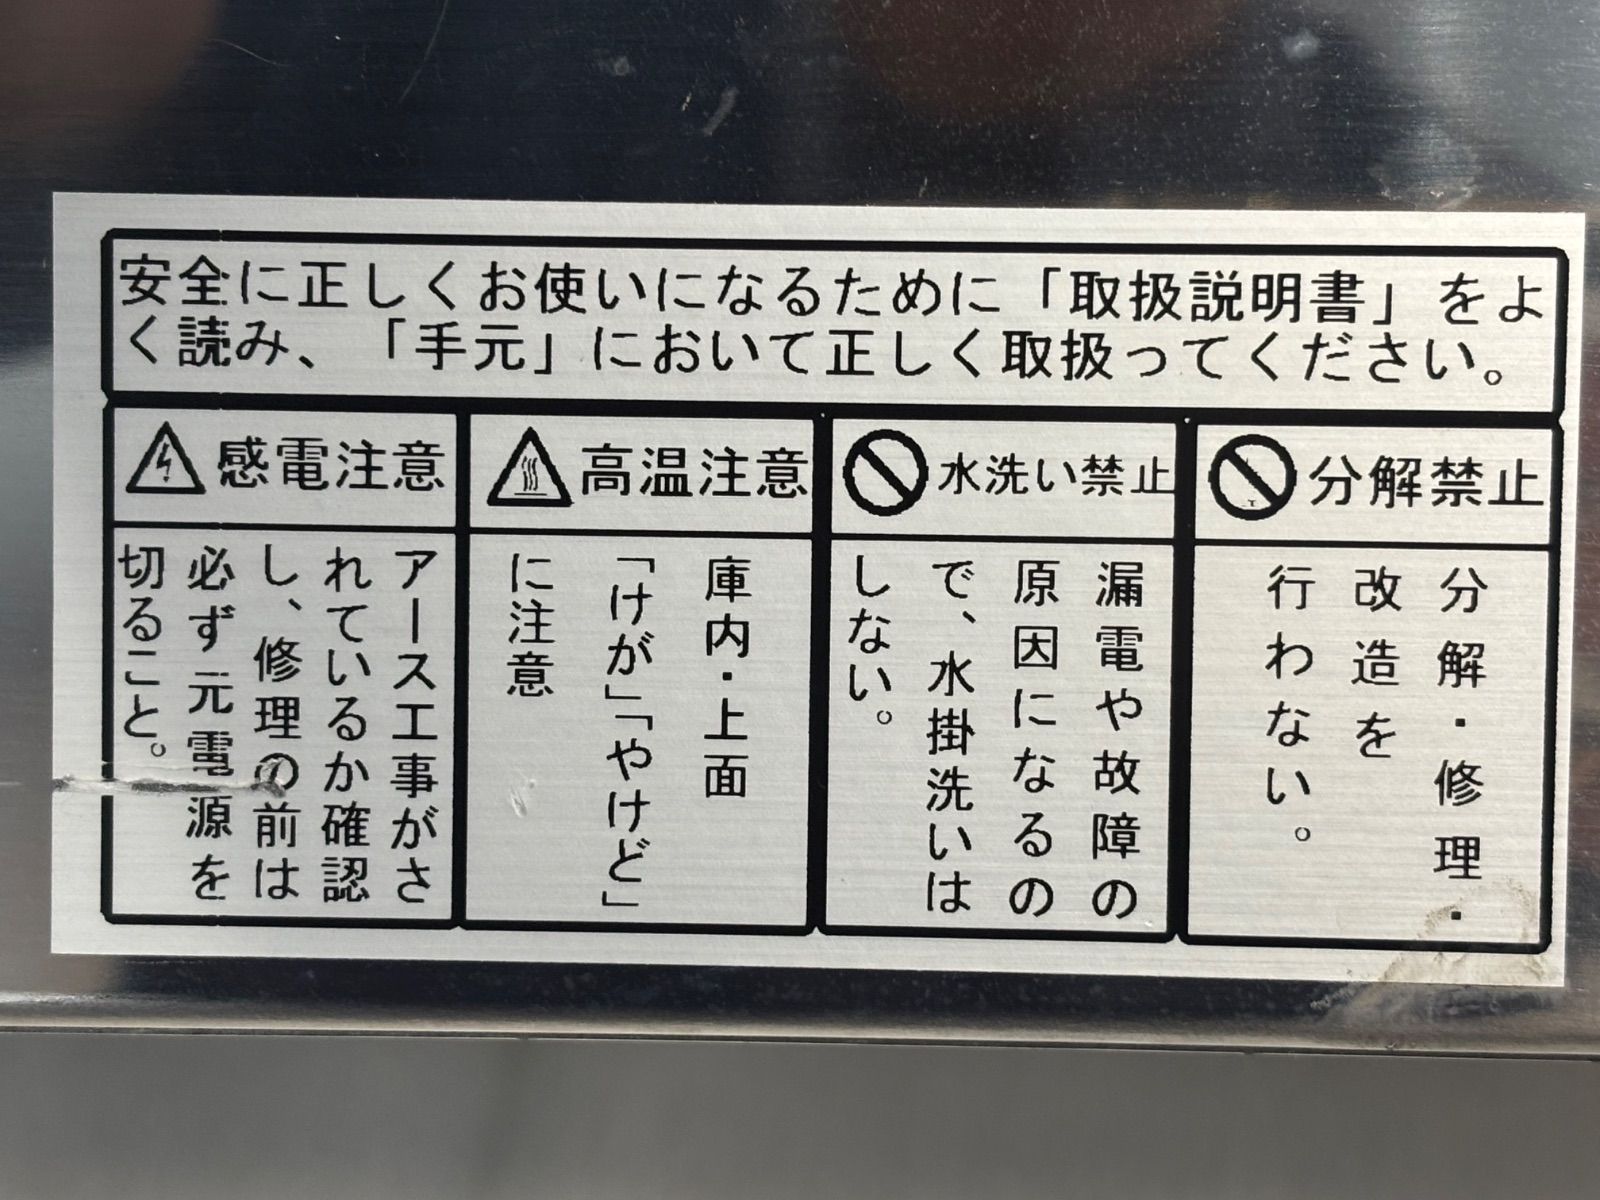 安全に正しくお使いになるために「取扱説明書」をよ
く読み、「手元」において正しく取扱ってください。
感電注意
アース工事がさ
れているか確認
し、修理の前は
必ず元電源を
切ること。
高温注意
庫内・上面
「けが」「やけど」
に注意
水洗い禁止
漏電や故障の
原因になるの
で、水掛洗いは
しない。
分解禁止
分解・修理・
改造を
行わない。